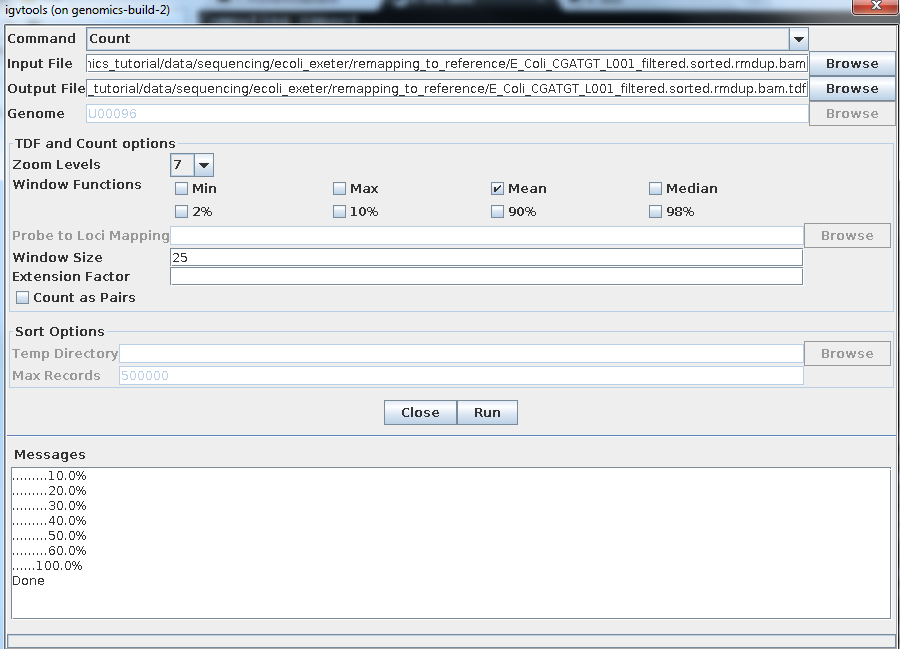 igvtools (on genomics-build-2)
Command Count
Input File nics_tutorial/data/sequencing/ecoli_exeter/remapping_to_reference/E_Coli_CGATGT_L001_filtered.sorted.rmdup.bam Browse
Output File _tutorial/data/sequencing/ecoli_exeter/remapping_to_reference/E_Coli_CGATGT_L001_filtered.sorted.rmdup.bam.tdf Browse
Genome U00096 Browse
TDF and Count options
Zoom Levels 7
Window Functions Min Max Mean Median
2% 10% 90% 98%
Probe to Loci Mapping Browse
Window Size 25
Extension Factor
Count as Pairs
Sort Options
Temp Directory Browse
Max Records 500000
Close Run
Messages
.........10.0%
.........20.0%
.........30.0%
.........40.0%
.........50.0%
.........60.0%
......100.0%
Done